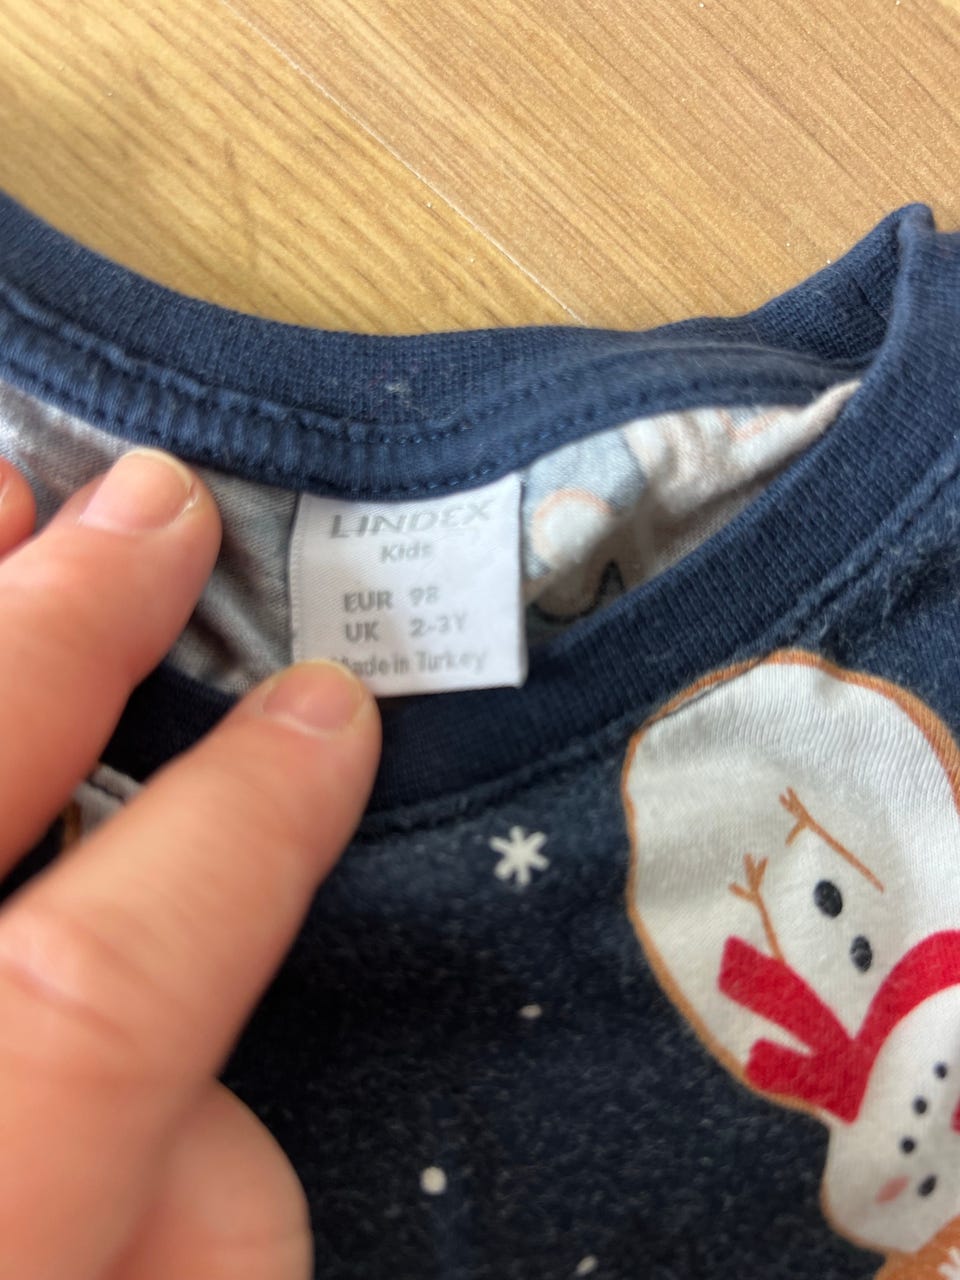 LINDEX
Kids
EUR 98
UK 2-3Y
Made in Turkey